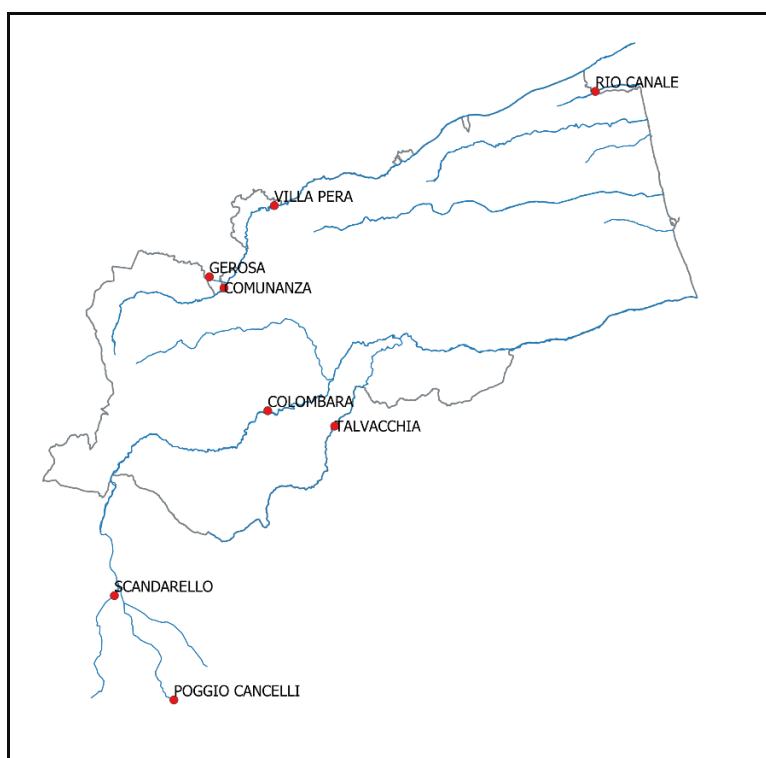 RIO CANALE
VILLA PERA
GEROSA
COMUNANZA
COLOMBARA
TALVACCHIA
SCANDARELLO
POGGIO CANCELLI